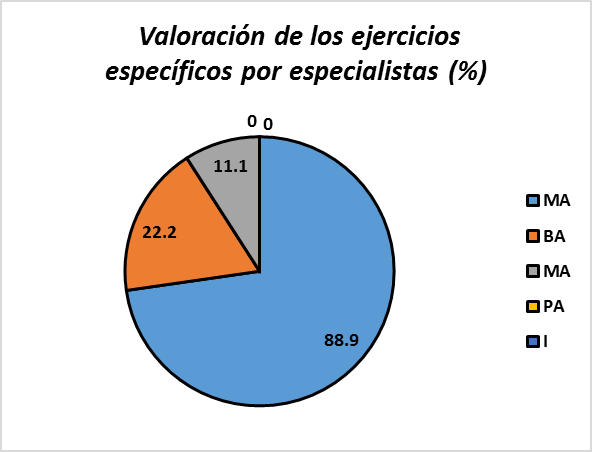 Valoración de los ejercicios
específicos por especialistas (%)
0 0
11.1
22.2
88.9
MA
BA
MA
PA
I